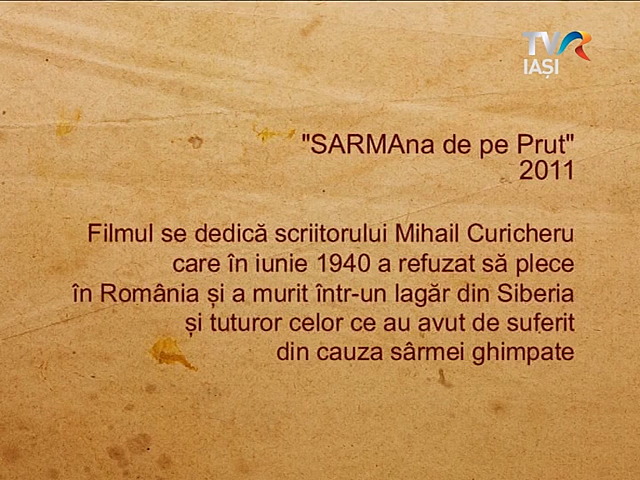 TVR
IAȘI
"SARMAna de pe Prut"
2011
Filmul se dedică scriitorului Mihail Curicheru
care în iunie 1940 a refuzat să plece
în România și a murit într-un lagăr din Siberia
și tuturor celor ce au avut de suferit
din cauza sârmei ghimpate